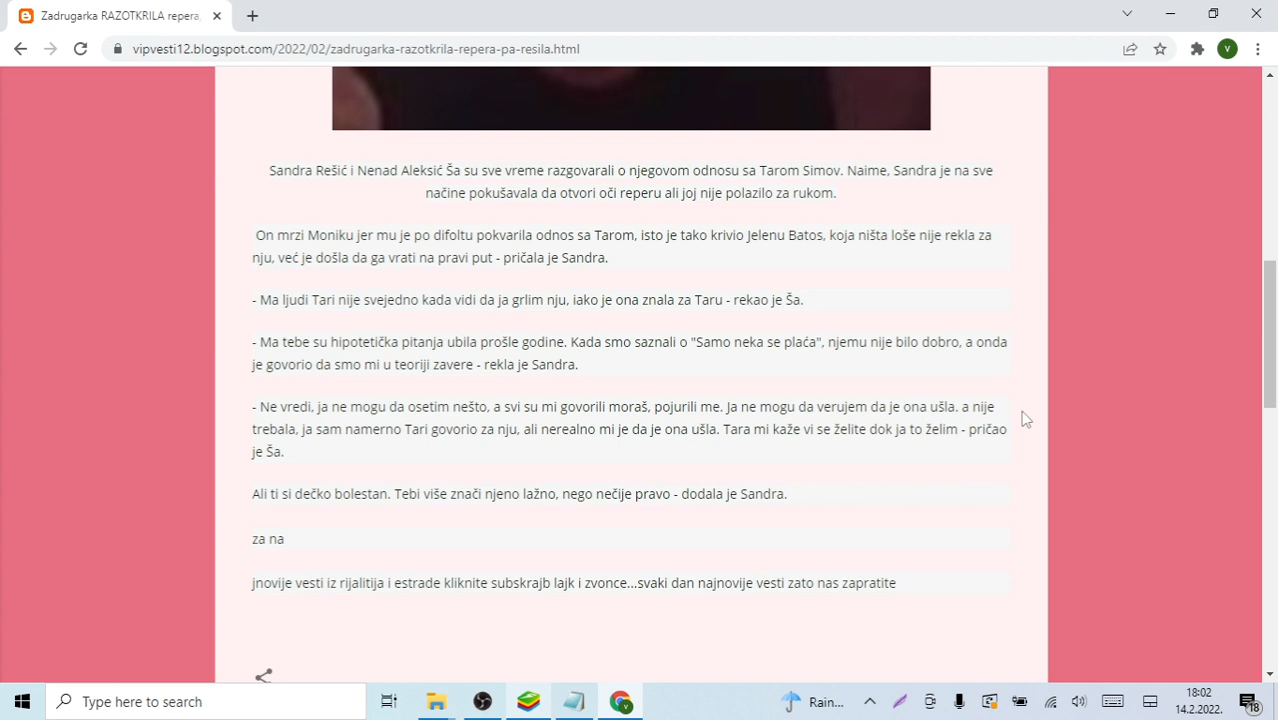 Zadrugarka RAZOTKRILA repera,
vipvesti12.blogspot.com/2022/02/zadrugarka-razotkrila-repera-pa-resila.html
V
Sandra Rešić i Nenad Aleksić Ša su sve vreme razgovarali o njegovom odnosu sa Tarom Simov. Naime, Sandra je na sve
načine pokušavala da otvori oči reperu ali joj nije polazilo za rukom.
On mrzi Moniku jer mu je po difoltu pokvarila odnos sa Tarom, isto je tako krivio Jelenu Batos, koja ništa loše nije rekla za
nju, već je došla da ga vrati na pravi put - pričala je Sandra.
- Ma ljudi Tari nije svejedno kada vidi da ja grlim nju, iako je ona znala za Taru - rekao je Ša.
- Ma tebe su hipotetička pitanja ubila prošle godine. Kada smo saznali o "Samo neka se plaća", njemu nije bilo dobro, a onda
je govorio da smo mi u teoriji zavere - rekla je Sandra.
- Ne vredi, ja ne mogu da osetim nešto, a svi su mi govorili moraš, pojurili me. Ja ne mogu da verujem da je ona ušla. a nije
trebala, ja sam namerno Tari govorio za nju, ali nerealno mi je da je ona ušla. Tara mi kaže vi se želite dok ja to želim - pričao
je Ša.
Ali ti si dečko bolestan. Tebi više znači njeno lažno, nego nečije pravo - dodala je Sandra.
za na
jnovije vesti iz rijalitija i estrade kliknite subskrajb lajk i zvonce...svaki dan najnovije vesti zato nas zapratite
Type here to search
Rain...
18:02
14.2.2022.
18